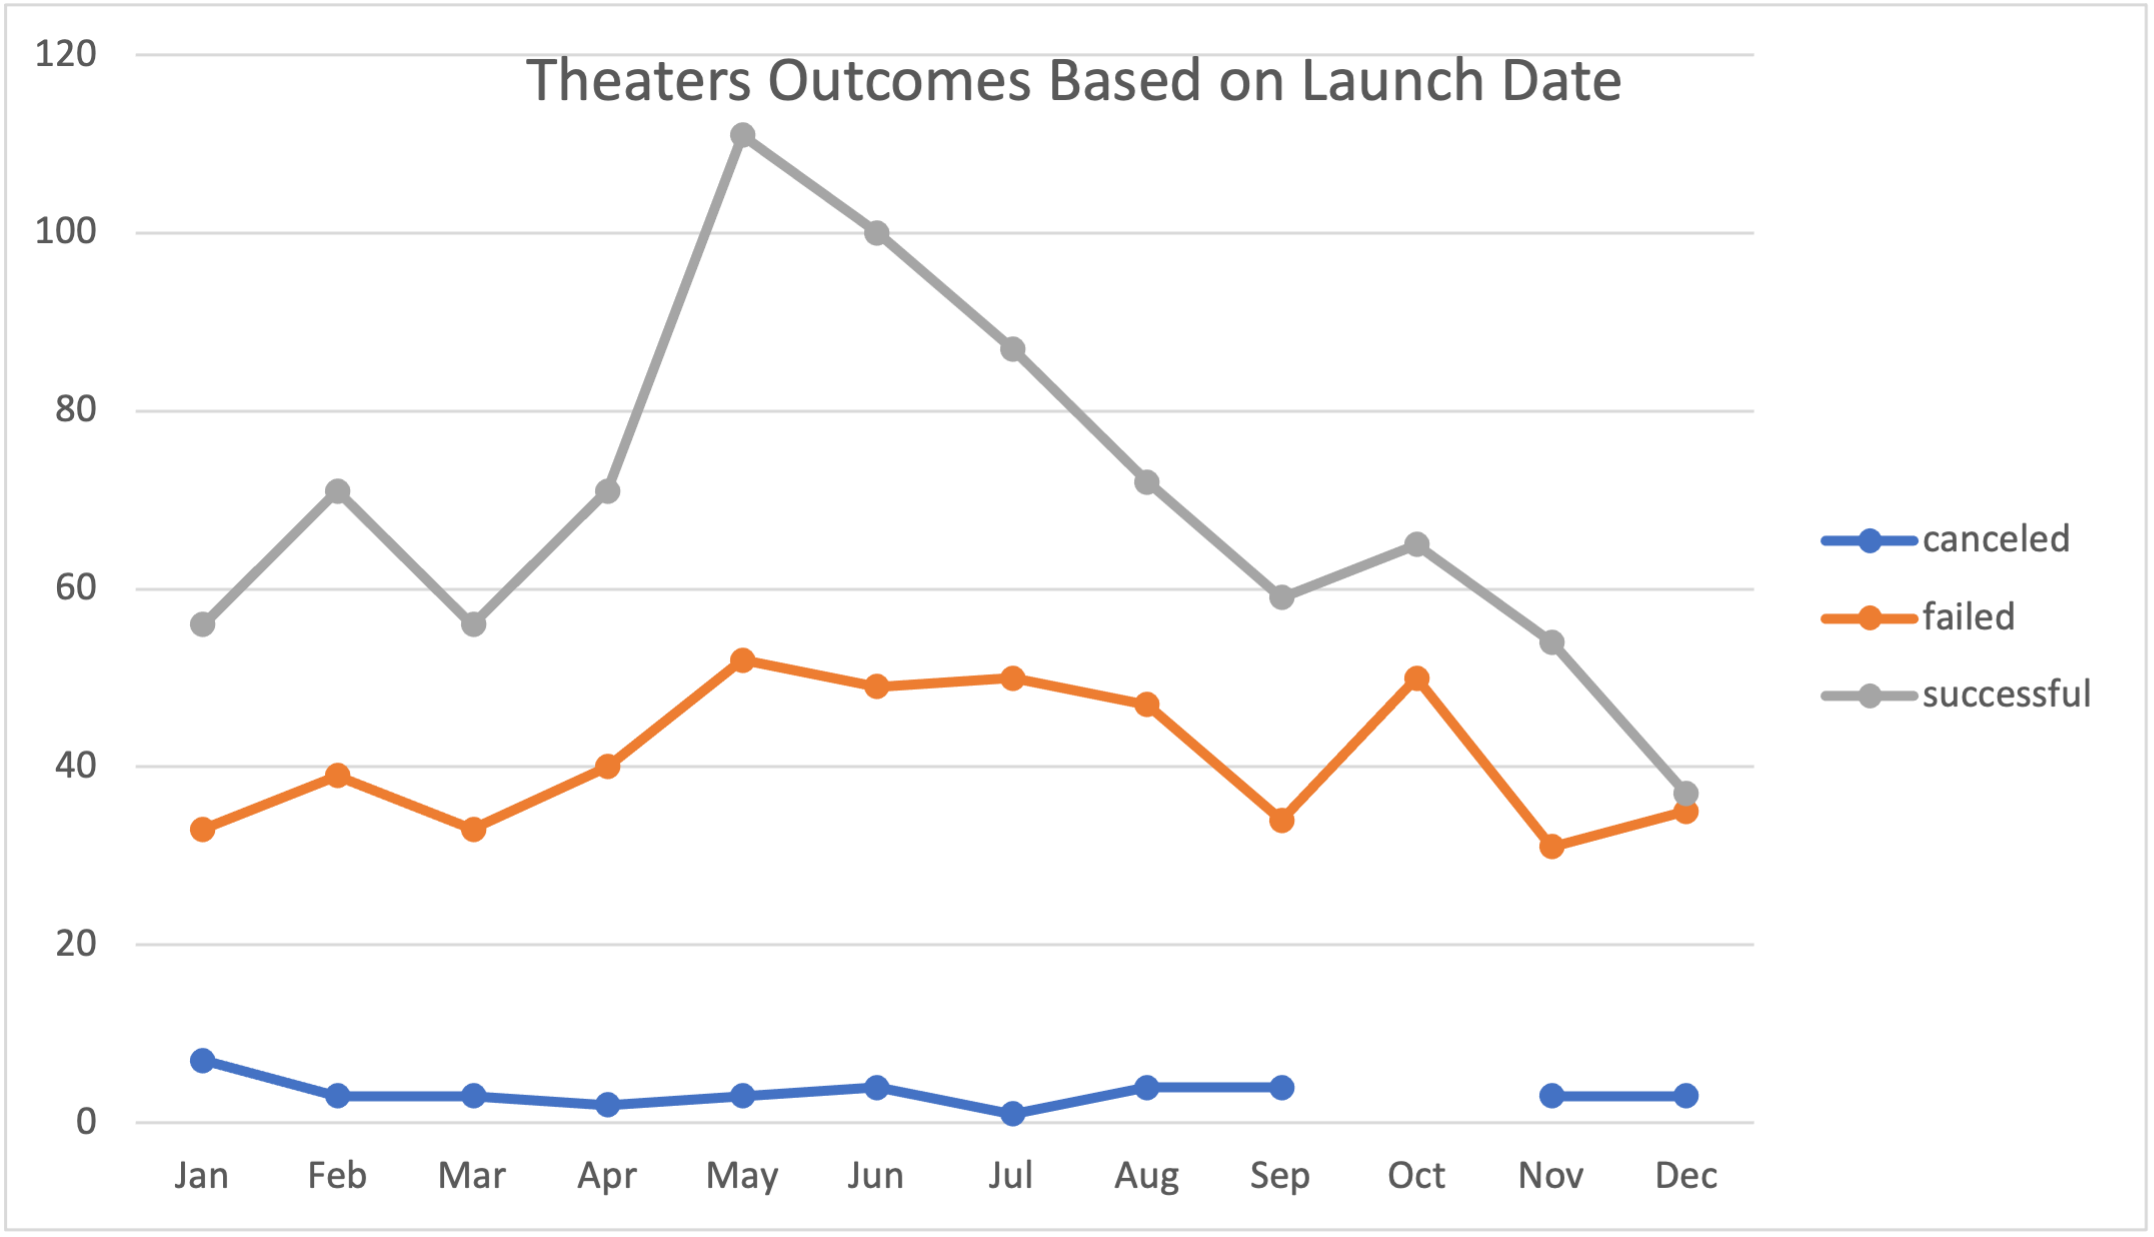 Theaters Outcomes Based on Launch Date
120
100
80
60
40
20
0
Jan Feb Mar Apr May Jun Jul Aug Sep Oct Nov Dec
canceled
failed
successful